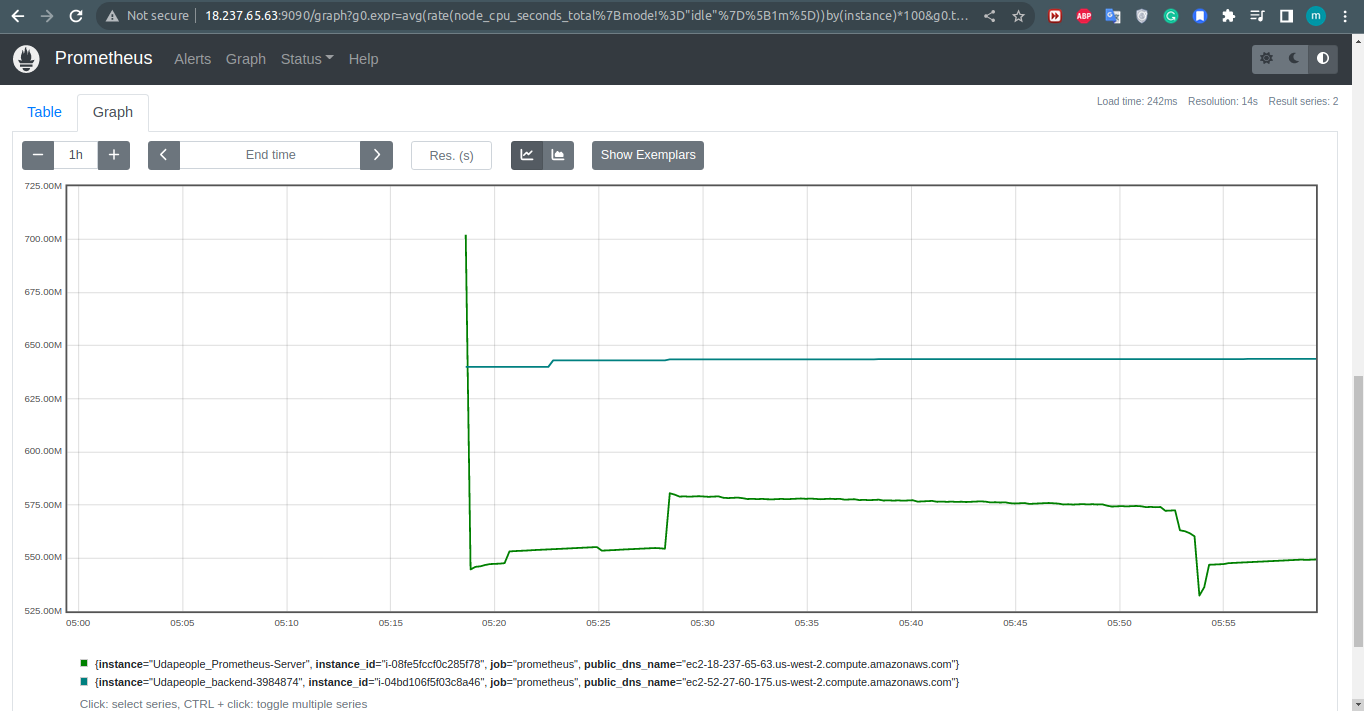 Not secure | 18.237.65.63:9090/graph?g0.expr=avg(rate(node_cpu_seconds_total%7Bmode!%3D"idle"%7D%5B1m%5D))by(instance)*100&g0.t...
ABP
m
Prometheus Alerts Graph Status Help
Load time: 242ms Resolution: 14s Result series: 2
Table Graph
− 1h + End time Res. (s) Show Exemplars
725.00M
700.00M
675.00M
650.00M
625.00M
600.00M
575.00M
550.00M
525.00M
05:00 05:05 05:10 05:15 05:20 05:25 05:30 05:35 05:40 05:45 05:50 05:55
{instance="Udapeople_Prometheus-Server", instance_id="i-08fe5fccf0c285f78", job="prometheus", public_dns_name="ec2-18-237-65-63.us-west-2.compute.amazonaws.com"}
{instance="Udapeople_backend-3984874", instance_id="i-04bd106f5f03c8a46", job="prometheus", public_dns_name="ec2-52-27-60-175.us-west-2.compute.amazonaws.com"}
Click: select series, CTRL + click: toggle multiple series